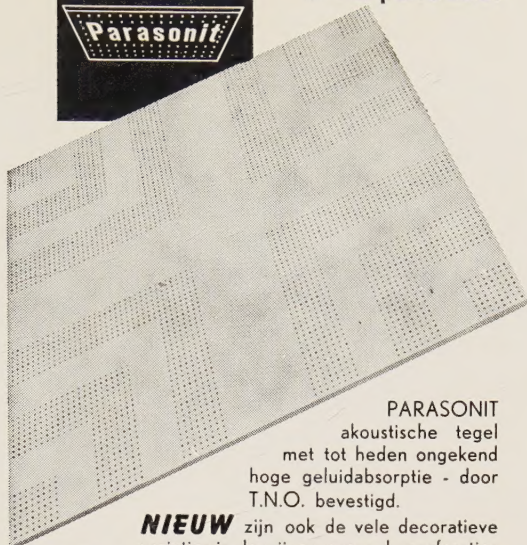 Parasonit
PARASONIT
akoustische tegel
met tot heden ongekend
hoge geluidabsorptie - door
T.N.O. bevestigd.
NIEUW zijn ook de vele decoratieve